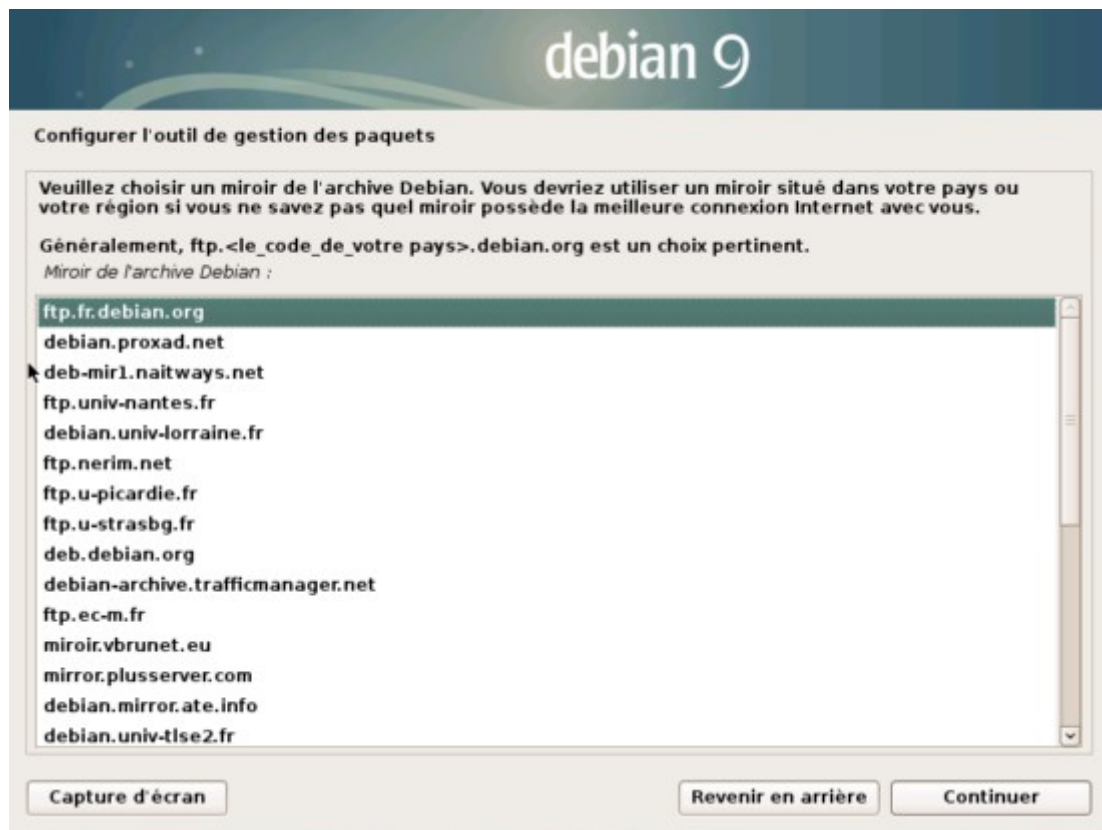 debian 9
Configurer l'outil de gestion des paquets
Veuillez choisir un miroir de l'archive Debian. Vous devriez utiliser un miroir situé dans votre pays ou
votre région si vous ne savez pas quel miroir possède la meilleure connexion Internet avec vous.
Généralement, ftp.<le_code_de_votre pays>.debian.org est un choix pertinent.
Miroir de l'archive Debian :
ftp.fr.debian.org
debian.proxad.net
deb-mir1.naitways.net
ftp.univ-nantes.fr
debian.univ-lorraine.fr
ftp.nerim.net
ftp.u-picardie.fr
ftp.u-strasbg.fr
deb.debian.org
debian-archive.trafficmanager.net
ftp.ec-m.fr
miroir.vbrunet.eu
mirror.plusserver.com
debian.mirror.ate.info
debian.univ-tlse2.fr
Capture d'écran
Revenir en arrière
Continuer